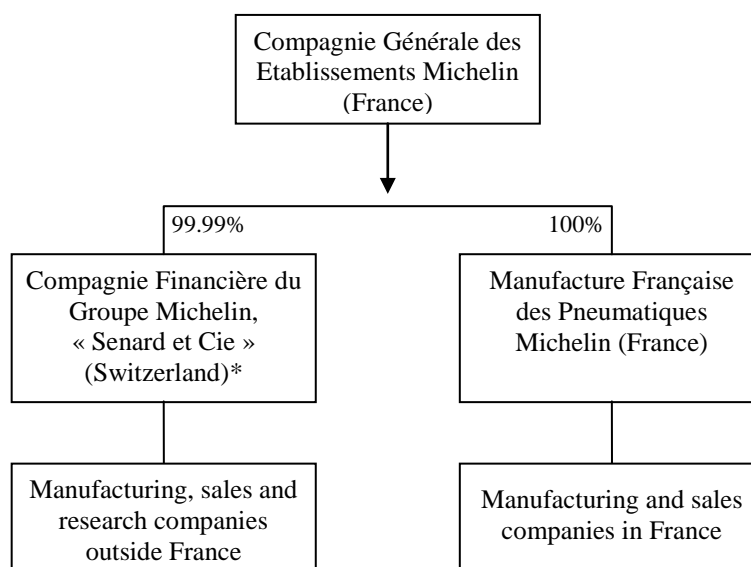 Compagnie Générale des
Etablissements Michelin
(France)
99.99%
100%
Compagnie Financière du
Groupe Michelin,
« Senard et Cie »
(Switzerland)*
Manufacture Française
des Pneumatiques
Michelin (France)
Manufacturing, sales and
research companies
outside France
Manufacturing and sales
companies in France